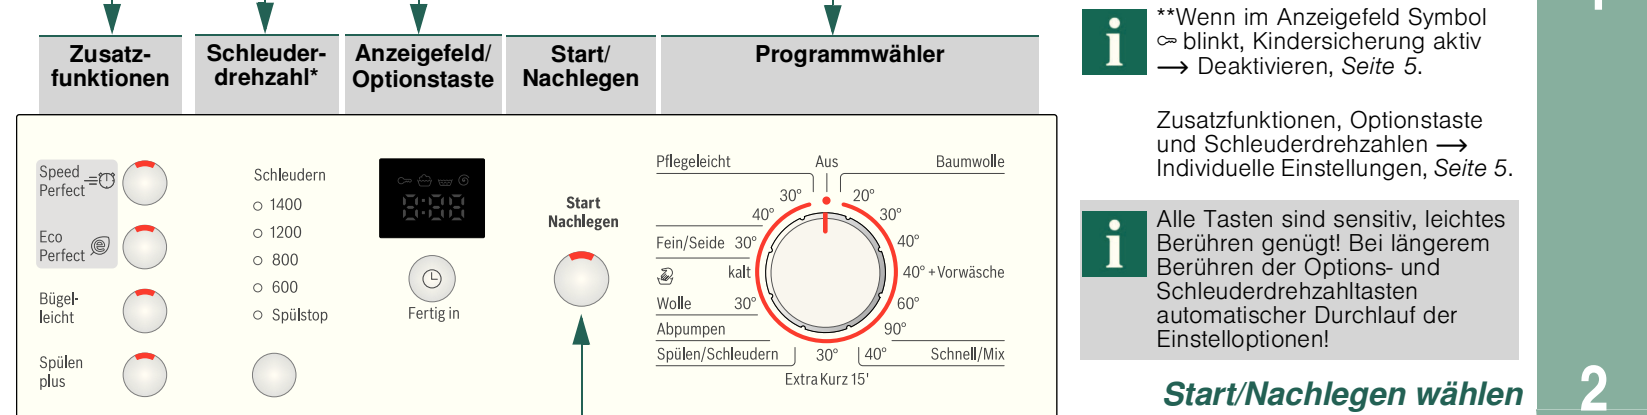 Zusatz-
funktionen
Schleuder-
drehzahl*
Anzeigefeld/
Optionstaste
Start/
Nachlegen
Programmwähler
Speed
Perfect
Eco
Perfect
Bügel-
leicht
Spülen
plus
Schleudern
1400
1200
800
600
Spülstop
8:88
Fertig in
Start
Nachlegen
Pflegeleicht
Aus
Baumwolle
30°
20°
40°
30°
Fein/Seide 30°
40°
kalt
40° +Vorwäsche
Wolle 30°
60°
Abpumpen
90°
Spülen/Schleudern
30°
40°
Schnell/Mix
Extra Kurz 15'
**Wenn im Anzeigefeld Symbol
blinkt, Kindersicherung aktiv
⟶ Deaktivieren, Seite 5.
Zusatzfunktionen, Optionstaste
und Schleuderdrehzahlen ⟶
Individuelle Einstellungen, Seite 5.
Alle Tasten sind sensitiv, leichtes
Berühren genügt! Bei längerem
Berühren der Options- und
Schleuderdrehzahltasten
automatischer Durchlauf der
Einstelloptionen!
Start/Nachlegen wählen
2